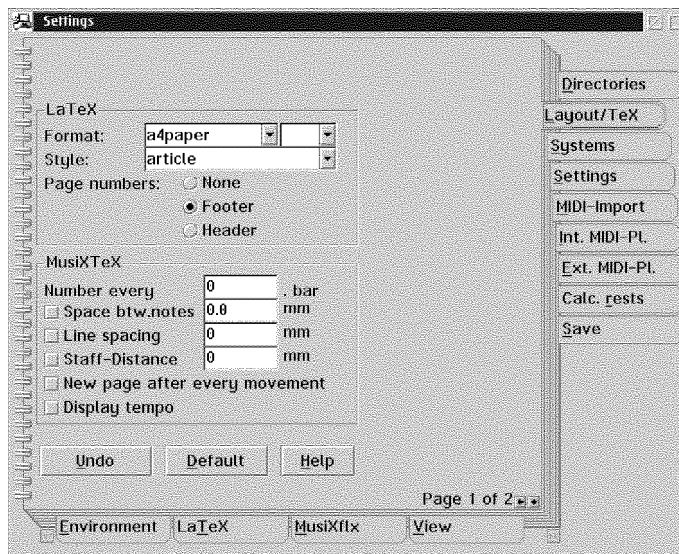 Settings
LaTeX
Format: a4paper
Style: article
Page numbers: None
Footer
Header
MusiXTeX
Number every 0 . bar
Space btw.notes 0.0 mm
Line spacing 0 mm
Staff-Distance 0 mm
New page after every movement
Display tempo
Undo Default Help
Page 1 of 2
Environment LaTeX MusiXflx View
Directories
Layout/TeX
Systems
Settings
MIDI-Import
Int. MIDI-Pl.
Ext. MIDI-Pl.
Calc. rests
Save